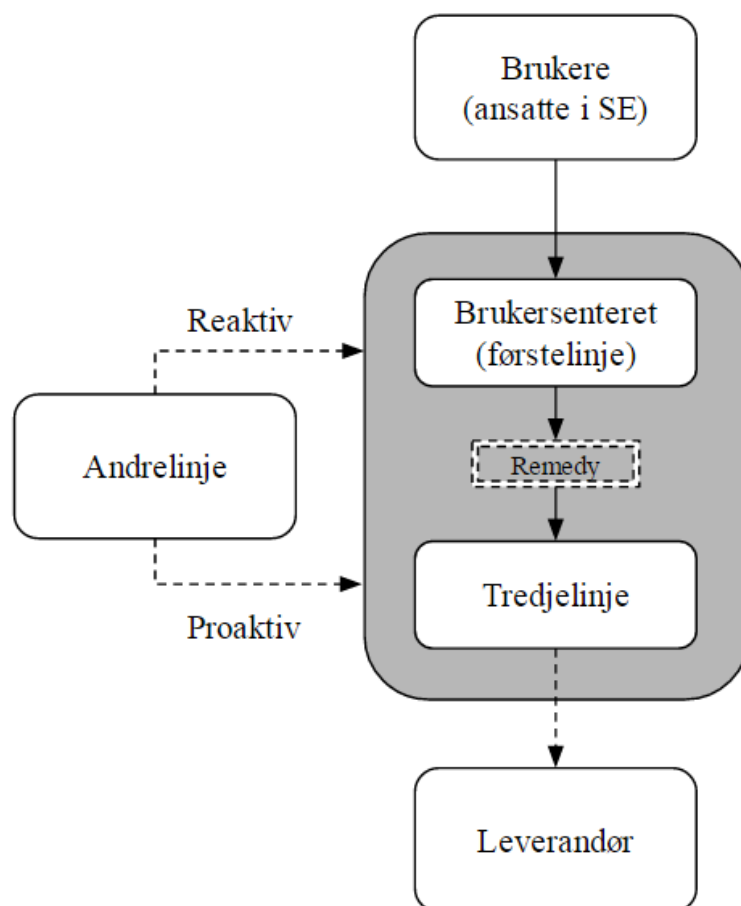 Brukere
(ansatte i SE)
Reaktiv
Brukersenteret
(førstelinje)
Andrelinje
Remedy
Tredjelinje
Proaktiv
Leverandør